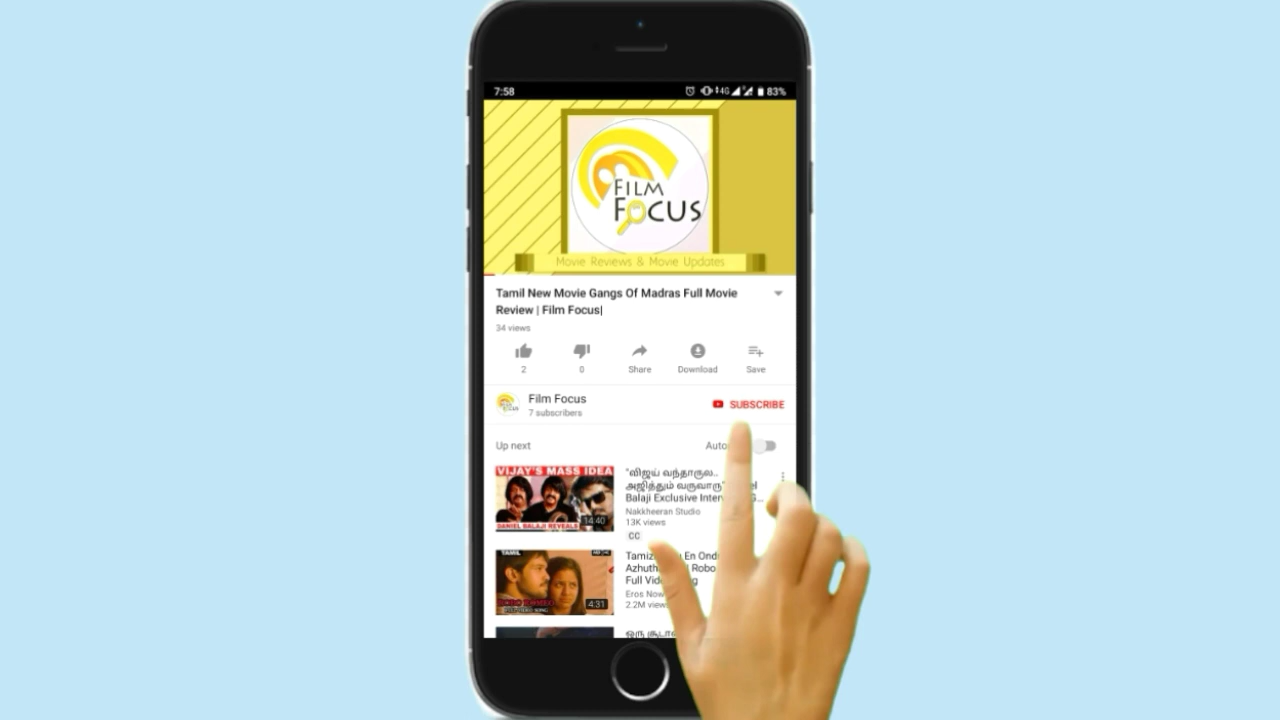 7:58
4G
83%
FILM
FOCUS
Movie Reviews & Movie Updates
Tamil New Movie Gangs Of Madras Full Movie
Review | Film Focus|
34 views
2
0
Share
Download
Save
Film Focus
7 subscribers
SUBSCRIBE
Up next
VIJAY'S MASS IDEA
DANIEL BALAJI REVEALS
14:40
"விஜய் வந்தாருல..
அஜித்தும் வருவாரு"
Balaji Exclusive
Nakkheeran Studio
13K views
CC
TAMIL
4:31
En
Full
Eros Now
2.2M views
ஒரு